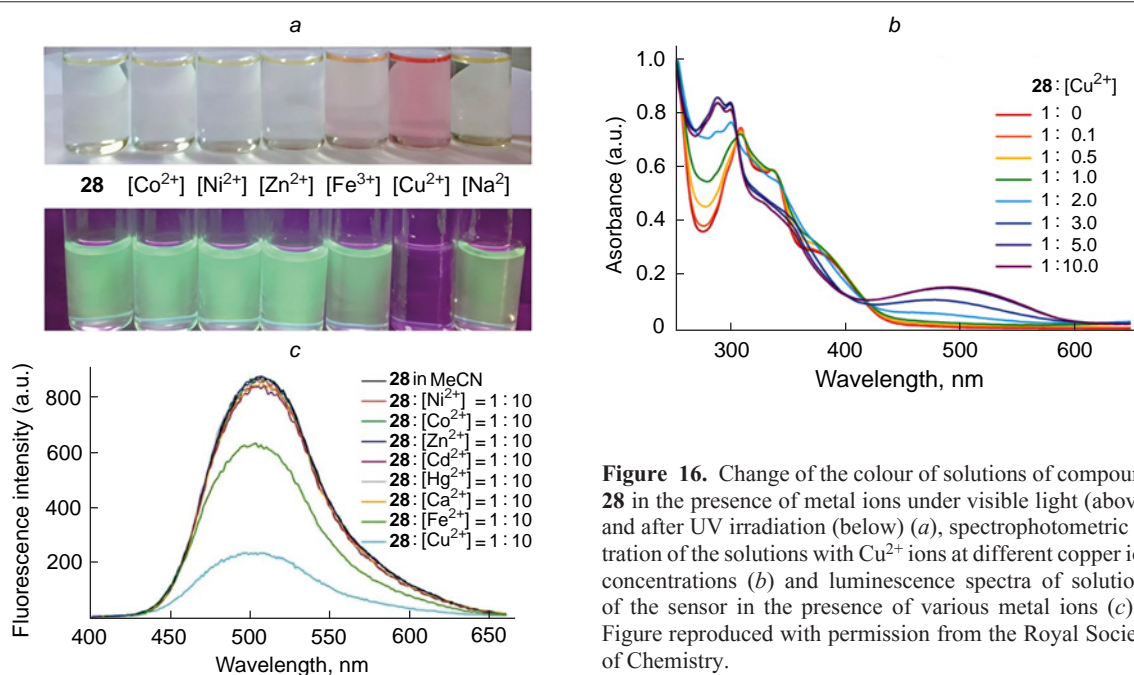 a
28 [Co2+] [Ni2+] [Zn2+] [Fe3+] [Cu2+] [Na2]
b
Asorbance (a.u.)
1.0
0.8
0.6
0.4
0.2
0
300 400 500 600
Wavelength, nm
28 : [Cu2+]
1 : 0
1 : 0.1
1 : 0.5
1 : 1.0
1 : 2.0
1 : 3.0
1 : 5.0
1 : 10.0
c
Fluorescence intensity (a.u.)
800
600
400
200
400 450 500 550 600 650
Wavelength, nm
28 in MeCN
28 : [Ni2+] = 1 : 10
28 : [Co2+] = 1 : 10
28 : [Zn2+] = 1 : 10
28 : [Cd2+] = 1 : 10
28 : [Hg2+] = 1 : 10
28 : [Ca2+] = 1 : 10
28 : [Fe2+] = 1 : 10
28 : [Cu2+] = 1 : 10
Figure 16. Change of the colour of solutions of compoun
28 in the presence of metal ions under visible light (abov
and after UV irradiation (below) (a), spectrophotometric
tration of the solutions with Cu2+ ions at different copper i
concentrations (b) and luminescence spectra of solution
of the sensor in the presence of various metal ions (c)
Figure reproduced with permission from the Royal Socie
of Chemistry.